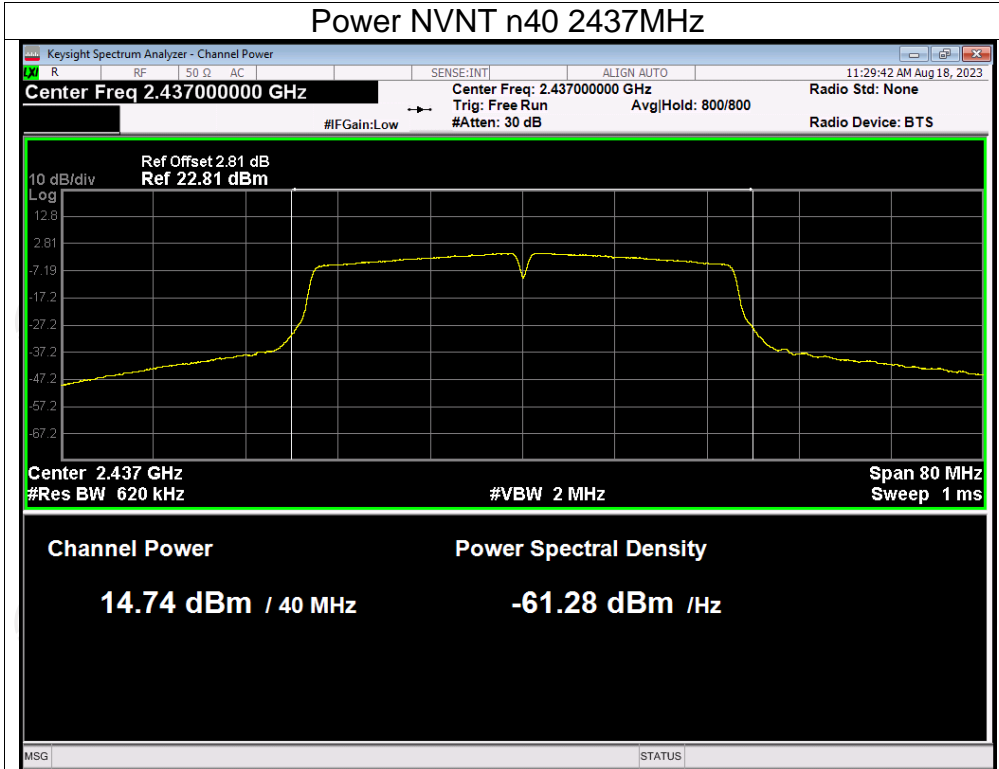 Power NVNT n40 2437MHz
Keysight Spectrum Analyzer - Channel Power
LXI R RF 50 Ω AC SENSE:INT ALIGN AUTO 11:29:42 AM Aug 18, 2023
Center Freq 2.437000000 GHz Center Freq: 2.437000000 GHz Radio Std: None
Trig: Free Run Avg|Hold: 800/800
#IFGain:Low #Atten: 30 dB Radio Device: BTS
Ref Offset 2.81 dB
10 dB/div Ref 22.81 dBm
Log
12.8
2.81
-7.19
-17.2
-27.2
-37.2
-47.2
-57.2
-67.2
Center 2.437 GHz Span 80 MHz
#Res BW 620 kHz #VBW 2 MHz Sweep 1 ms
Channel Power Power Spectral Density
14.74 dBm / 40 MHz -61.28 dBm /Hz
MSG STATUS